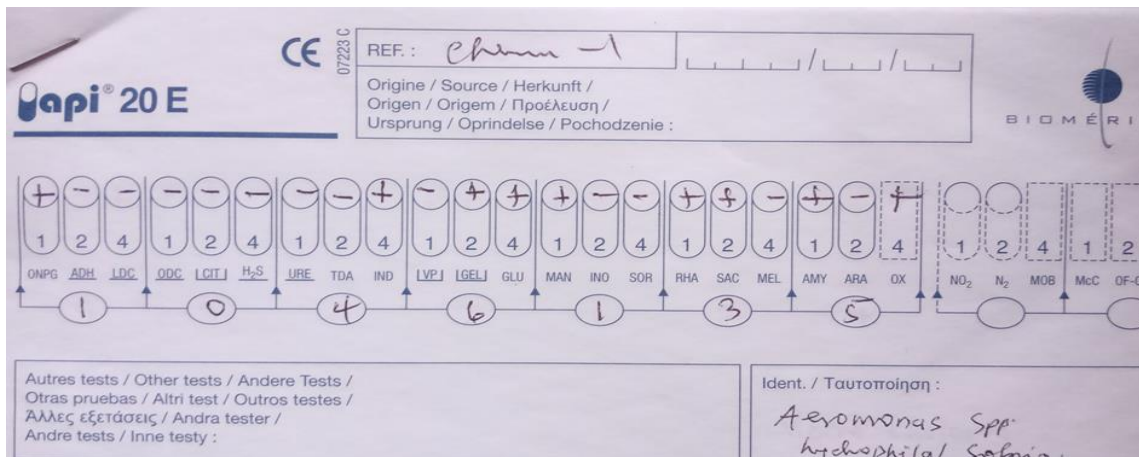 CE
07223 C
REF. : Chemm -1
/ /
api® 20 E
Origine / Source / Herkunft /
Origen / Origem / Προέλευση /
Ursprung / Oprindelse / Pochodzenie :
BIOMÉRI
+ - - - - - - - + - + + + - - + + - + - +
1 2 4 1 2 4 1 2 4 1 2 4 1 2 4 1 2 4 1 2 4 1 2 4 1 2
ONPG ADH LDC ODC CIT H2S URE TDA IND VP GEL GLU MAN INO SOR RHA SAC MEL AMY ARA OX NO2 N2 MOB McC OF-
1 0 4 6 1 3 5
Autres tests / Other tests / Andere Tests /
Otras pruebas / Altri test / Outros testes /
Άλλες εξετάσεις / Andra tester /
Andre tests / Inne testy :
Ident. / Ταυτοποίηση :
Aeromonas Spp.
hydrophila/